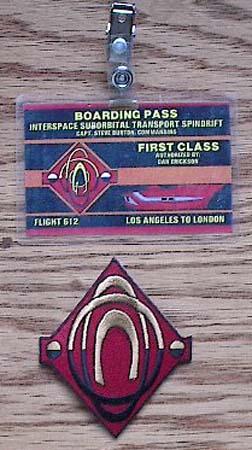 BOARDING PASS
INTERSPACE SUBORBITAL TRANSPORT SPINDRIFT
CAPT. STEVE BURTON, COMMANDING
FIRST CLASS
AUTHORIZED BY:
DAN ERICKSON
FLIGHT 612
LOS ANGELES TO LONDON